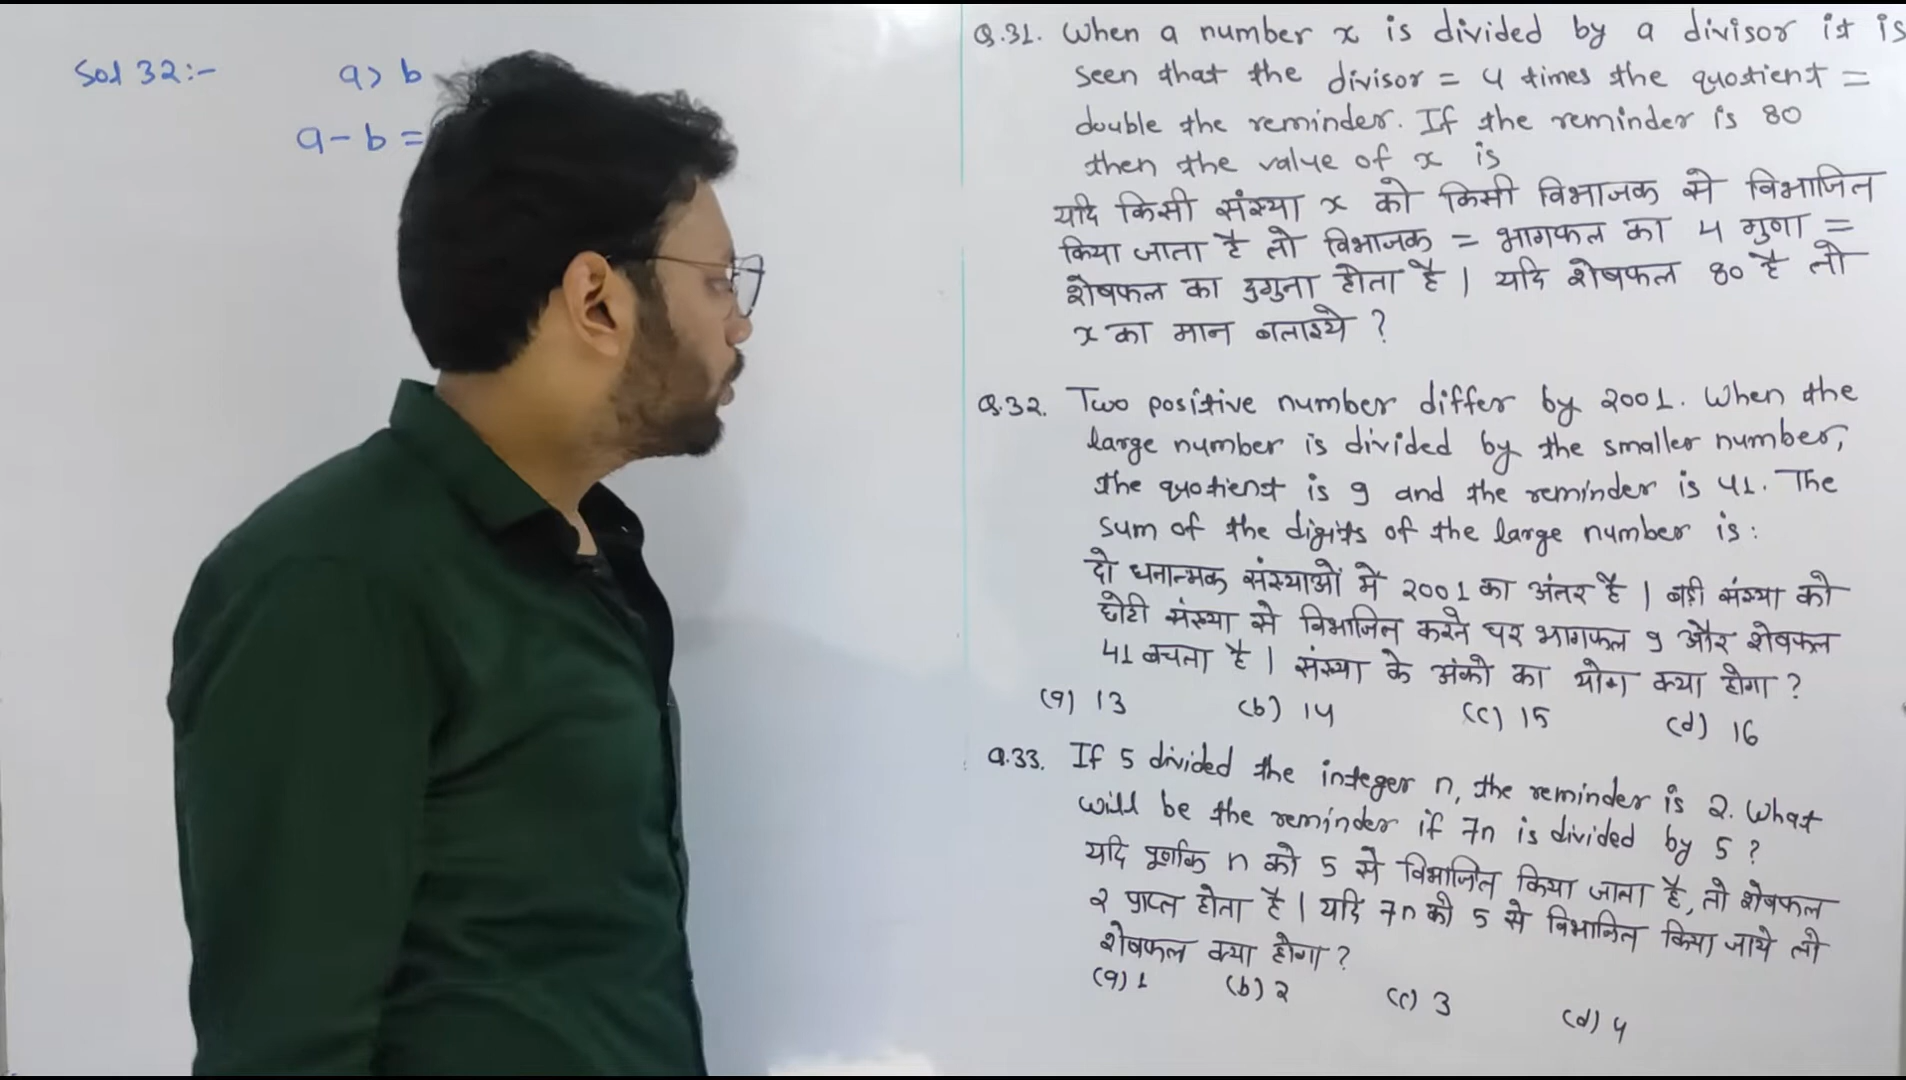 Sol 32:-
a > b
a - b =
Q.31. When a number x is divided by a divisor it is
seen that the divisor = 4 times the quotient =
double the reminder. If the reminder is 80
then the value of x is
यदि किसी संख्या x को किसी विभाजक से विभाजित
किया जाता है तो विभाजक = भागफल का 4 गुणा =
शेषफल का दुगुना होता है | यदि शेषफल 80 है तो
x का मान बताइये ?
Q.32. Two positive number differ by 2001. When the
large number is divided by the smaller number,
the quotient is 9 and the reminder is 41. The
sum of the digits of the large number is :
दो धनात्मक संख्याओं में 2001 का अंतर है | बड़ी संख्या को
छोटी संख्या से विभाजित करने पर भागफल 9 और शेषफल
41 बचता है | संख्या के अंको का योग क्या होगा ?
(a) 13 (b) 14 (c) 15 (d) 16
Q.33. If 5 divided the integer n, the reminder is 2. What
will be the reminder if 7n is divided by 5 ?
यदि पूर्णांक n को 5 से विभाजित किया जाता है, तो शेषफल
2 प्राप्त होता है | यदि 7n को 5 से विभाजित किया जाये तो
शेषफल क्या होगा ?
(a) 1 (b) 2 (c) 3 (d) 4